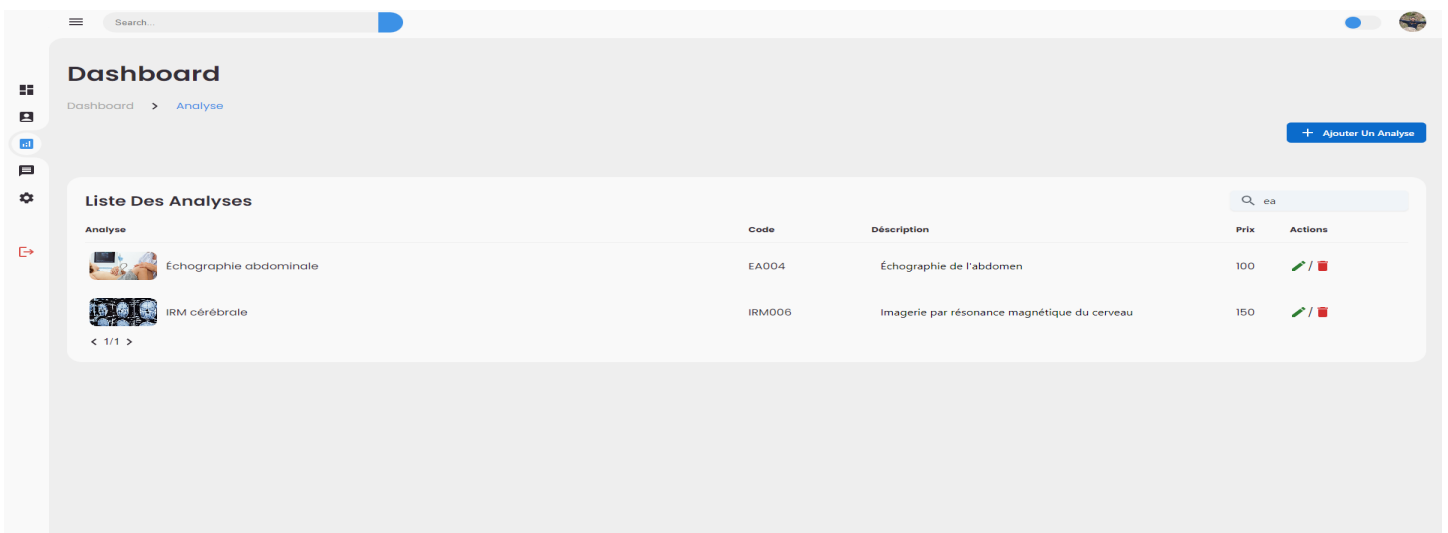 Search...
Dashboard
Dashboard > Analyse
+ Ajouter Un Analyse
Liste Des Analyses
ea
Analyse Code Déscription Prix Actions
Échographie abdominale EA004 Échographie de l'abdomen 100 /
IRM cérébrale IRM006 Imagerie par résonance magnétique du cerveau 150 /
< 1/1 >